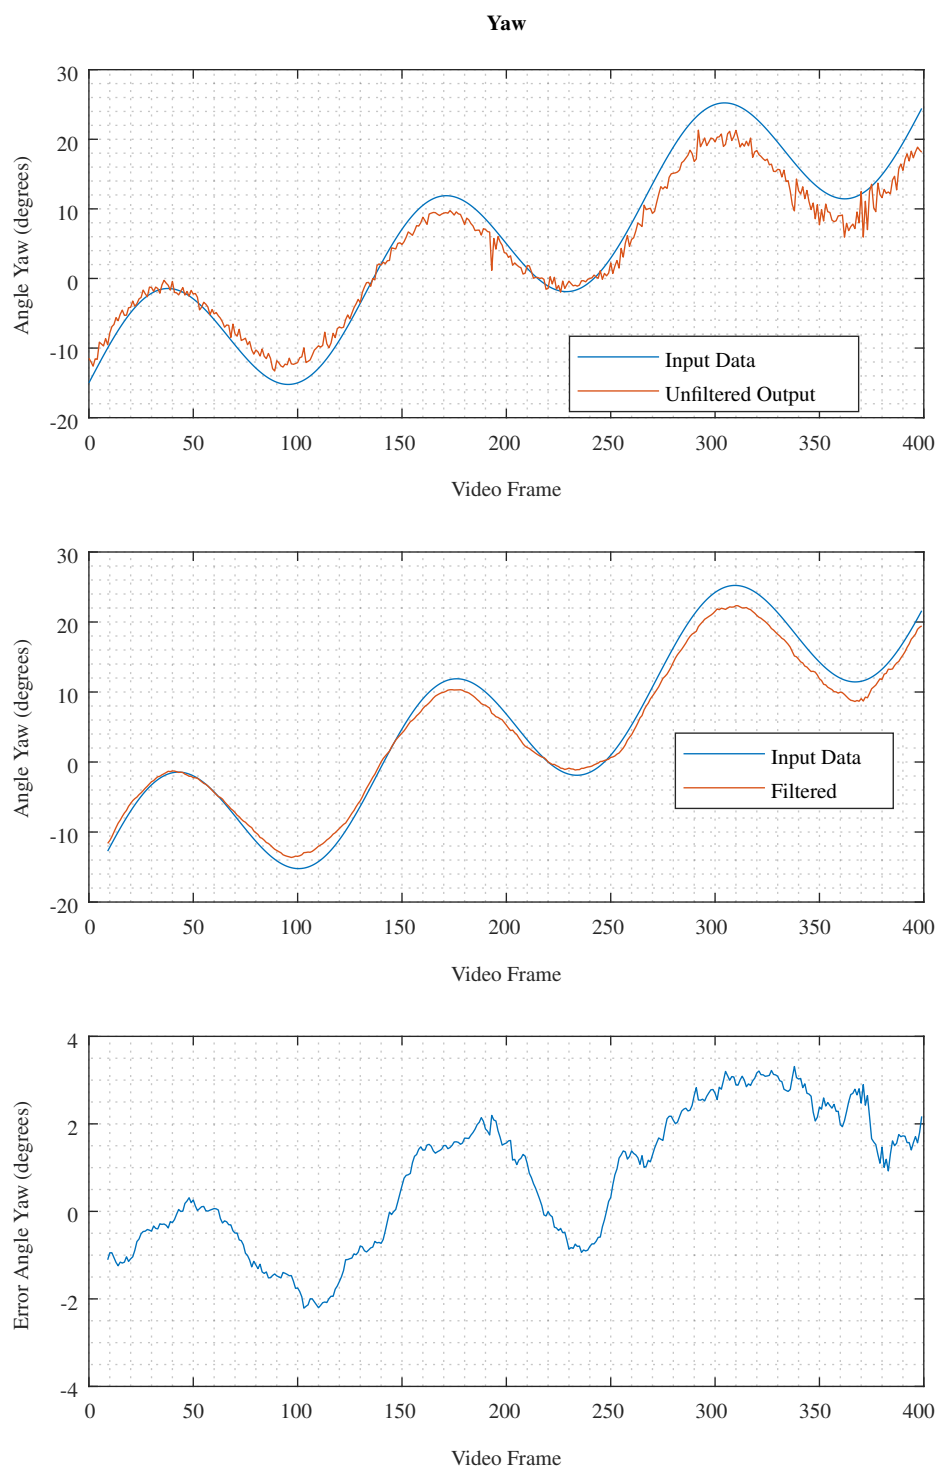 Yaw
30
20
10
0
-10
-20
Angle Yaw (degrees)
Input Data
Unfiltered Output
0 50 100 150 200 250 300 350 400
Video Frame
30
20
10
0
-10
-20
Angle Yaw (degrees)
Input Data
Filtered
0 50 100 150 200 250 300 350 400
Video Frame
4
2
0
-2
-4
Error Angle Yaw (degrees)
0 50 100 150 200 250 300 350 400
Video Frame